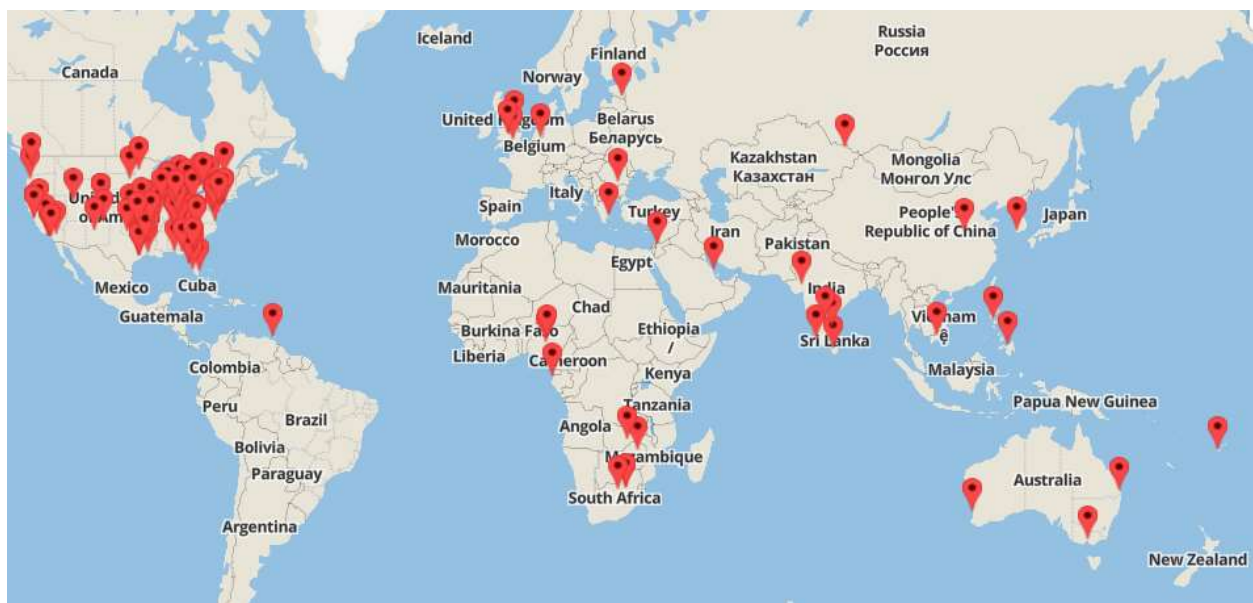 Iceland
Russia
Россия
Finland
Canada
Norway
United Kingdom
Belarus
Беларусь
Belgium
Kazakhstan
Казахстан
Mongolia
Монгол Улс
Italy
Spain
Turkey
People's
Republic of China
Japan
Morocco
Iran
Pakistan
Egypt
Mexico
Cuba
Mauritania
India
Guatemala
Chad
Burkina Faso
Ethiopia
/
Vietnam
ệ
Liberia
Cameroon
Sri Lanka
Colombia
Kenya
Malaysia
Peru
Tanzania
Papua New Guinea
Brazil
Angola
Bolivia
Mozambique
Paraguay
Australia
South Africa
Argentina
New Zealand